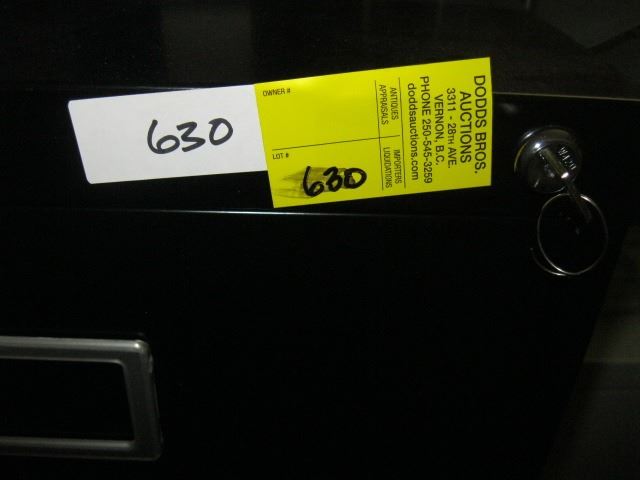 630
OWNER #
LOT #
630
ANTIQUES
APPRAISALS
IMPORTERS
LIQUIDATIONS
DODDS BROS.
AUCTIONS
3311 - 28TH AVE.
VERNON, B.C.
PHONE 250-545-3259
doddsauctions.com